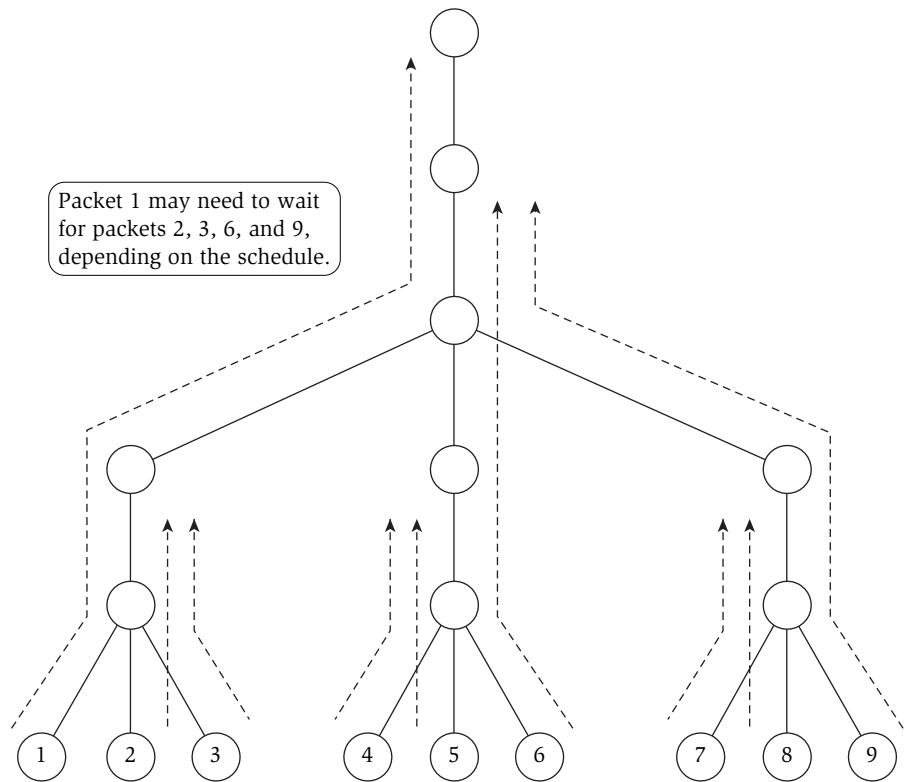 Packet 1 may need to wait
for packets 2, 3, 6, and 9,
depending on the schedule.
1 2 3 4 5 6 7 8 9